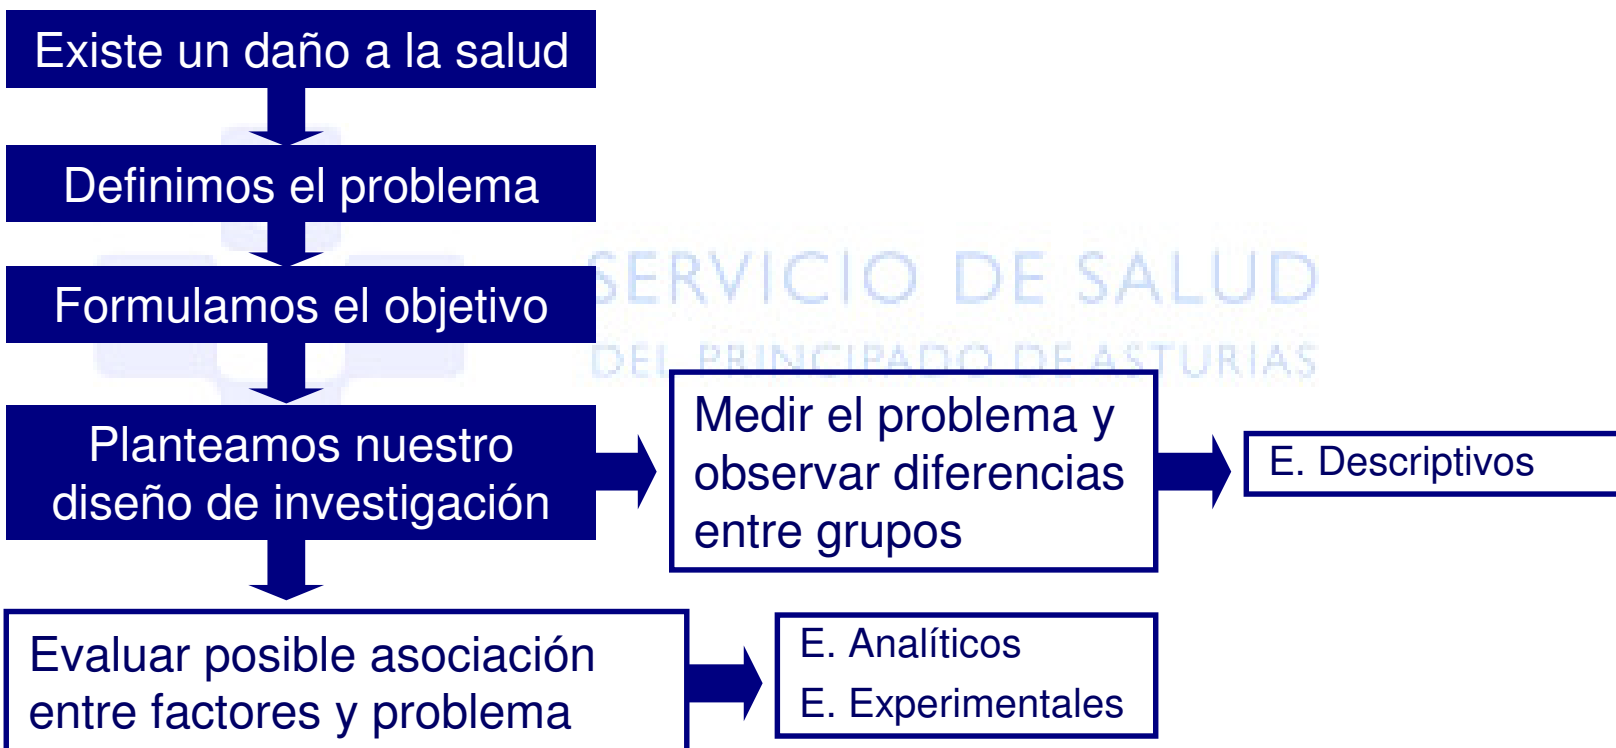 Existe un daño a la salud
Definimos el problema
SERVICIO DE SALUD
Formulamos el objetivo
DEL PRINCIPADO DE ASTURIAS
Planteamos nuestro
diseño de investigación
Medir el problema y
observar diferencias
entre grupos
E. Descriptivos
Evaluar posible asociación
entre factores y problema
E. Analíticos
E. Experimentales